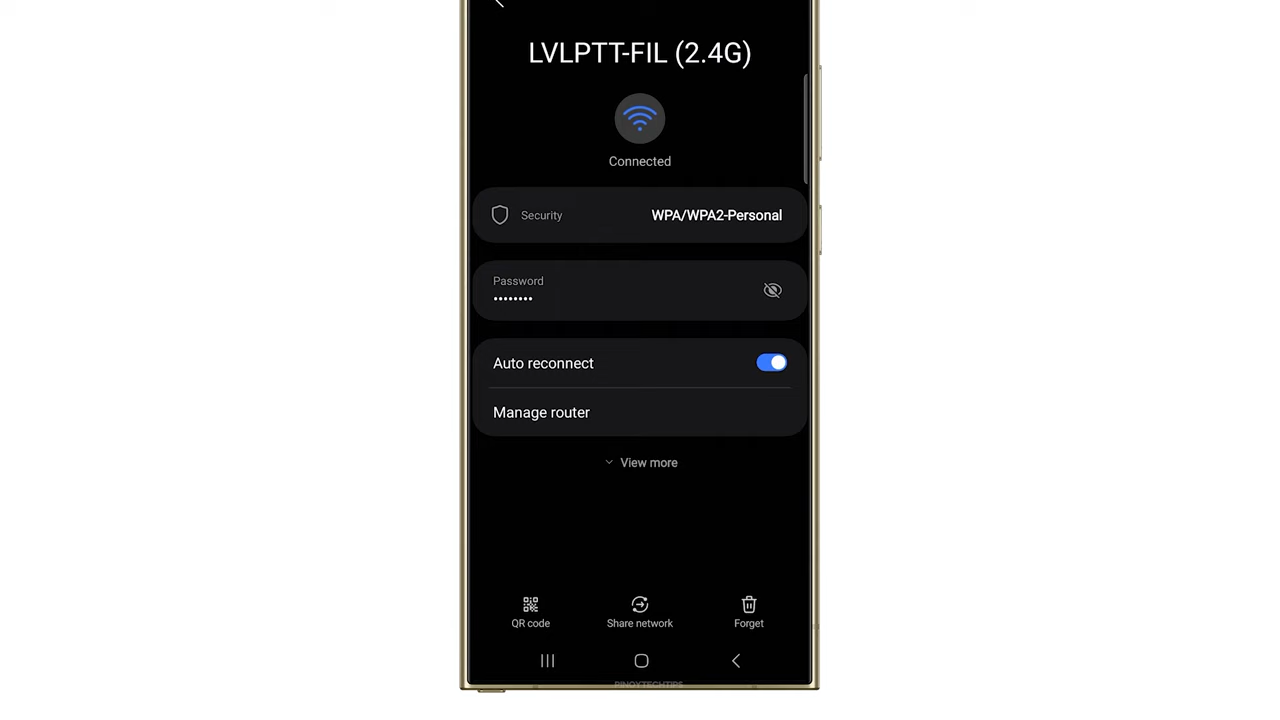 LVLPTT-FIL (2.4G)
Connected
Security WPA/WPA2-Personal
Password
••••••••
Auto reconnect
Manage router
View more
QR code Share network Forget
PINOYTECHTIPS